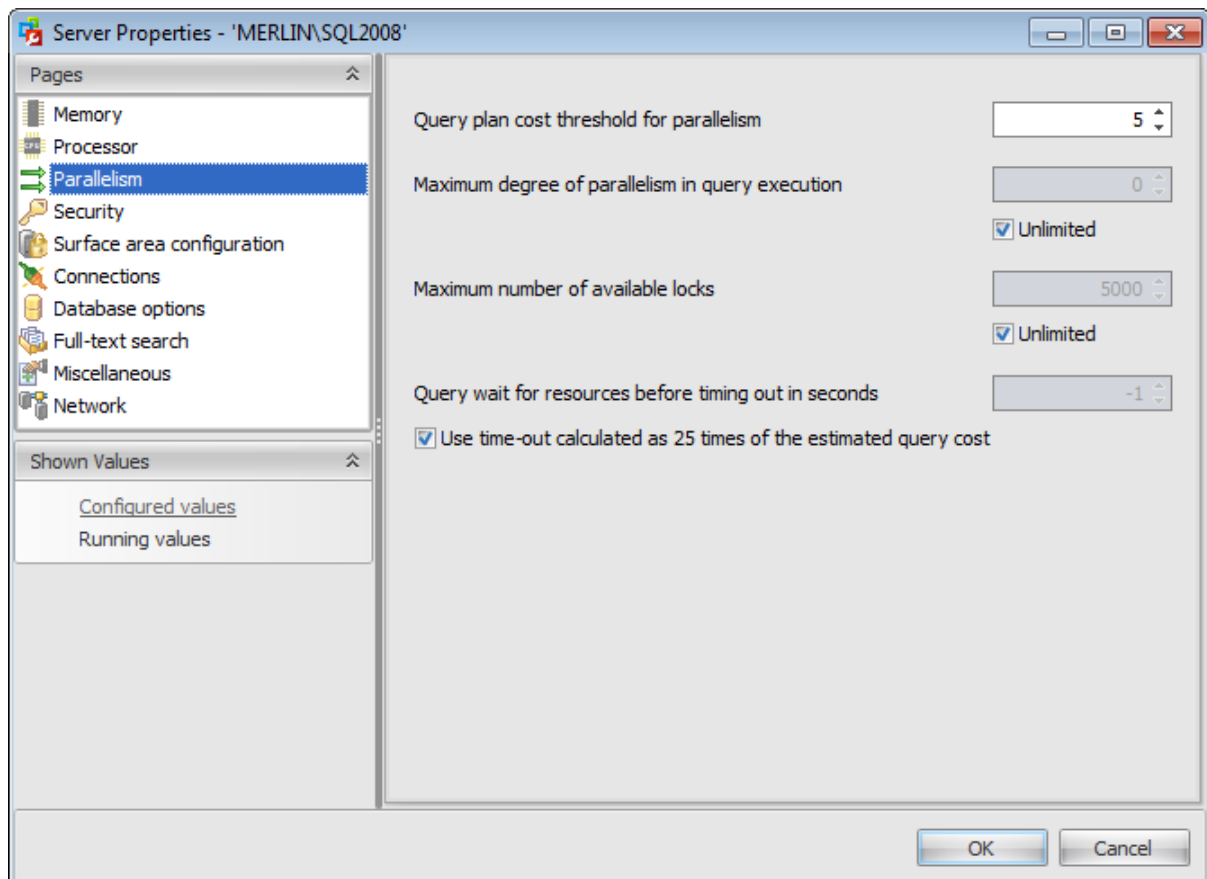 Server Properties - 'MERLIN\SQL2008'
Pages
Memory
Processor
Parallelism
Security
Surface area configuration
Connections
Database options
Full-text search
Miscellaneous
Network
Shown Values
Configured values
Running values
Query plan cost threshold for parallelism 5
Maximum degree of parallelism in query execution 0
Unlimited
Maximum number of available locks 5000
Unlimited
Query wait for resources before timing out in seconds -1
Use time-out calculated as 25 times of the estimated query cost
OK Cancel